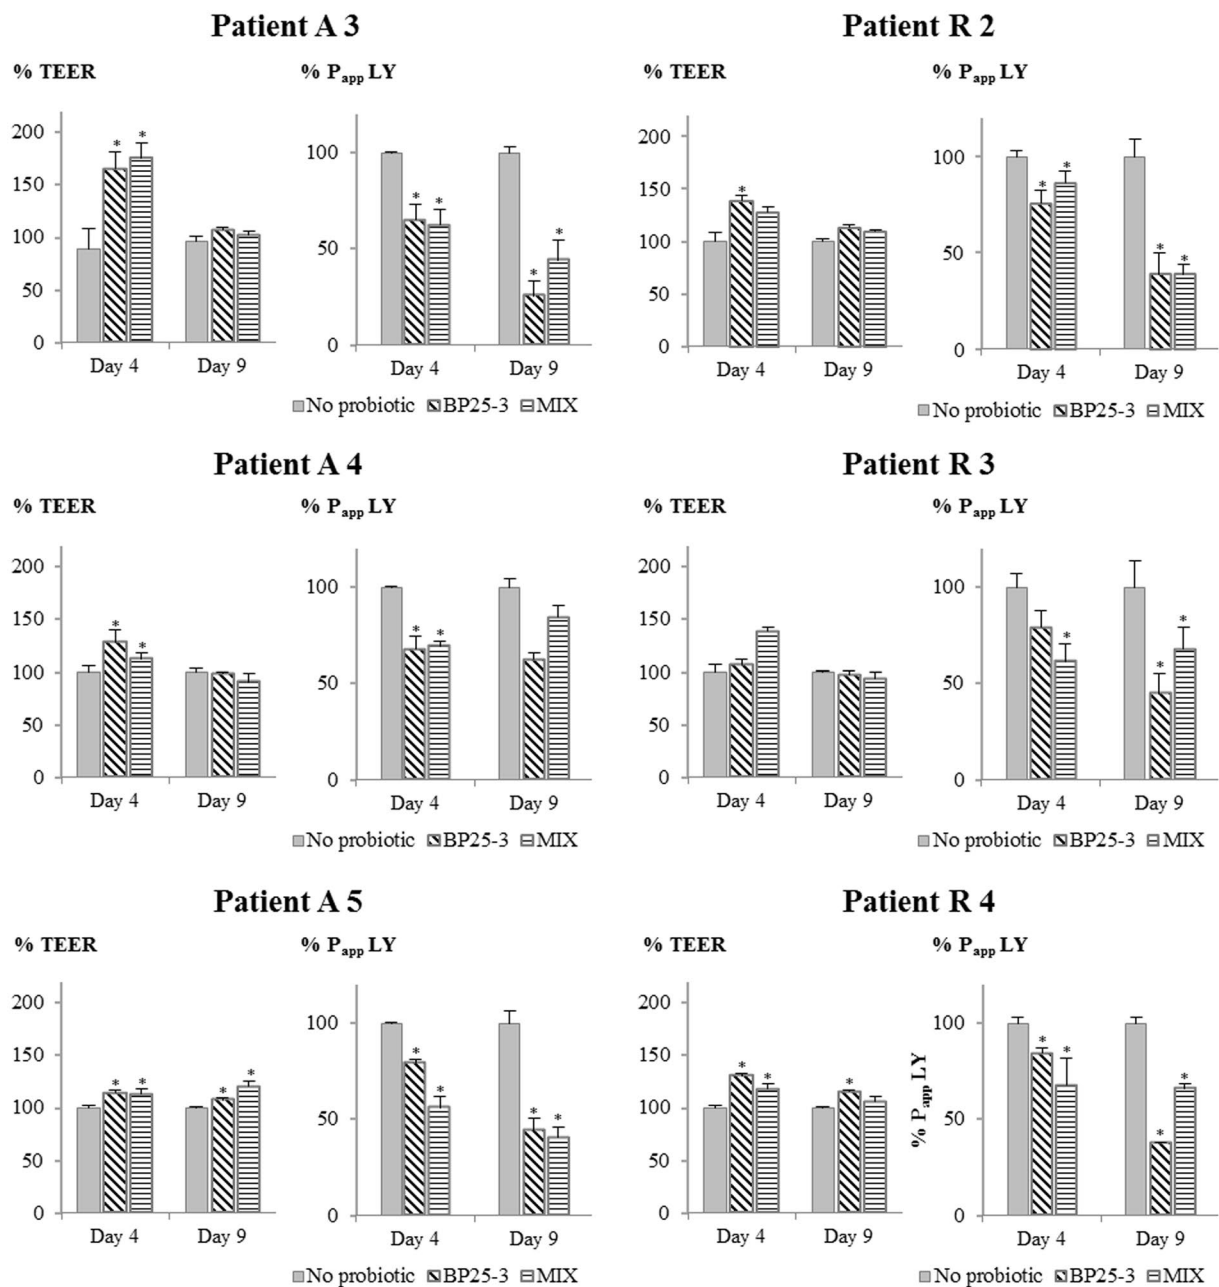 Patient A 3
% TEER
% Papp LY
200
150
100
50
0
Day 4 Day 9
100
50
0
Day 4 Day 9
* * * * * *
No probiotic BP25-3 MIX
Patient R 2
% TEER
% Papp LY
200
150
100
50
0
Day 4 Day 9
100
50
0
Day 4 Day 9
* * * * *
No probiotic BP25-3 MIX
Patient A 4
% TEER
% Papp LY
200
150
100
50
0
Day 4 Day 9
100
50
0
Day 4 Day 9
* * * *
No probiotic BP25-3 MIX
Patient R 3
% TEER
% Papp LY
200
150
100
50
0
Day 4 Day 9
100
50
0
Day 4 Day 9
* * *
No probiotic BP25-3 MIX
Patient A 5
% TEER
% Papp LY
200
150
100
50
0
Day 4 Day 9
100
50
0
Day 4 Day 9
* * * * * * * *
No probiotic BP25-3 MIX
Patient R 4
% TEER
% Papp LY
200
150
100
50
0
Day 4 Day 9
% Papp LY
100
50
0
Day 4 Day 9
* * * * * * *
No probiotic BP25-3 MIX